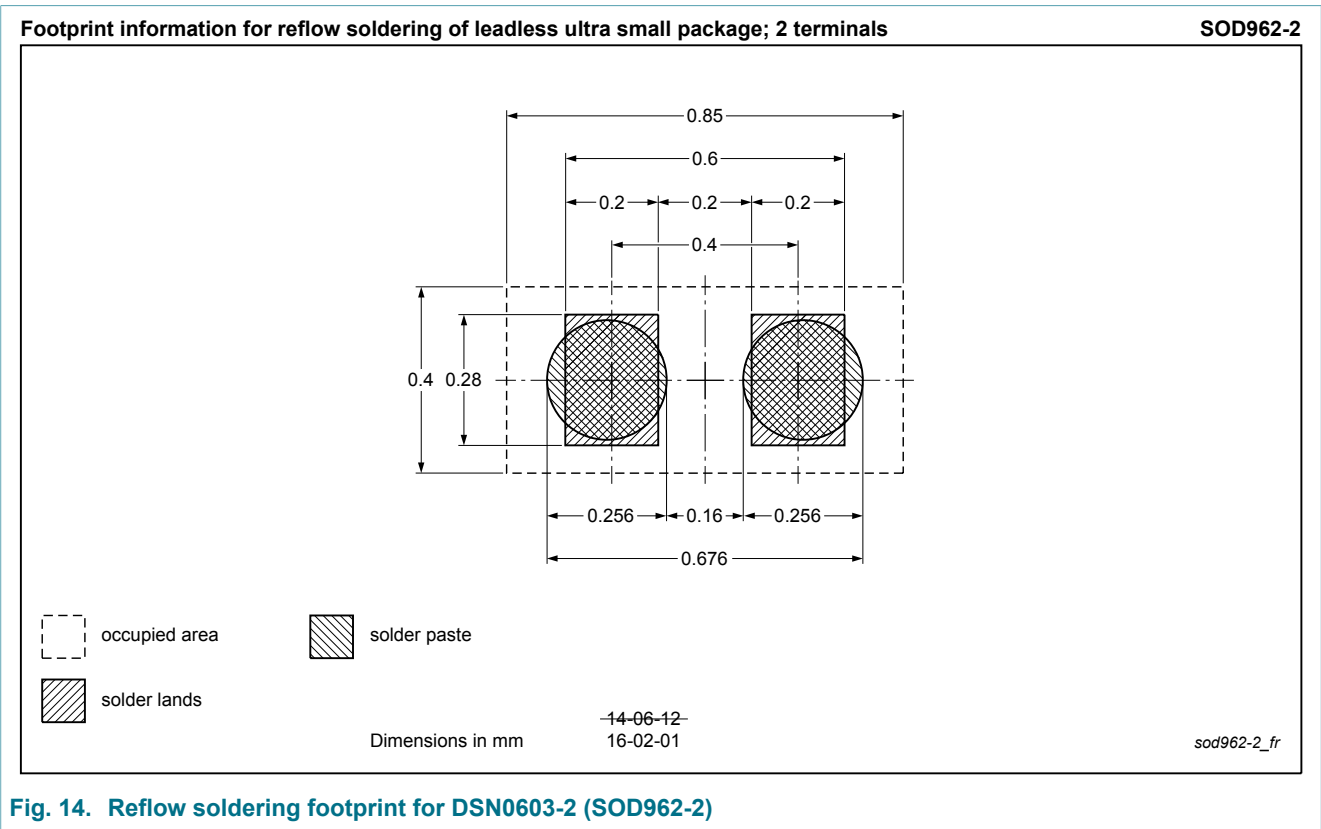 Footprint information for reflow soldering of leadless ultra small package; 2 terminals SOD962-2
0.85
0.6
0.2 0.2 0.2
0.4
0.4 0.28
0.256 0.16 0.256
0.676
occupied area solder paste
solder lands
14-06-12
Dimensions in mm 16-02-01 sod962-2_fr
Fig. 14. Reflow soldering footprint for DSN0603-2 (SOD962-2)